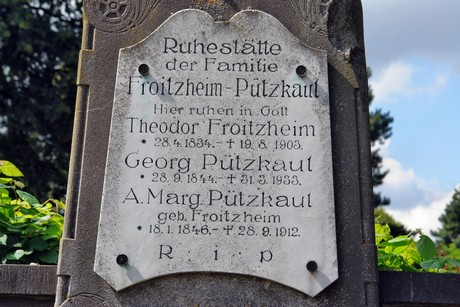 Ruhestätte
der Familie
Froitzheim-Pützkaul
Hier ruhen in Gott
Theodor Froitzheim
* 28.4.1834. - ✝ 19.8.1905.
Georg Pützkaul
* 28.9.1844. - ✝ 31.3.1933.
A. Marg Pützkaul
geb. Froitzheim
* 18.1.1846. - ✝ 28.9.1912.
R i p